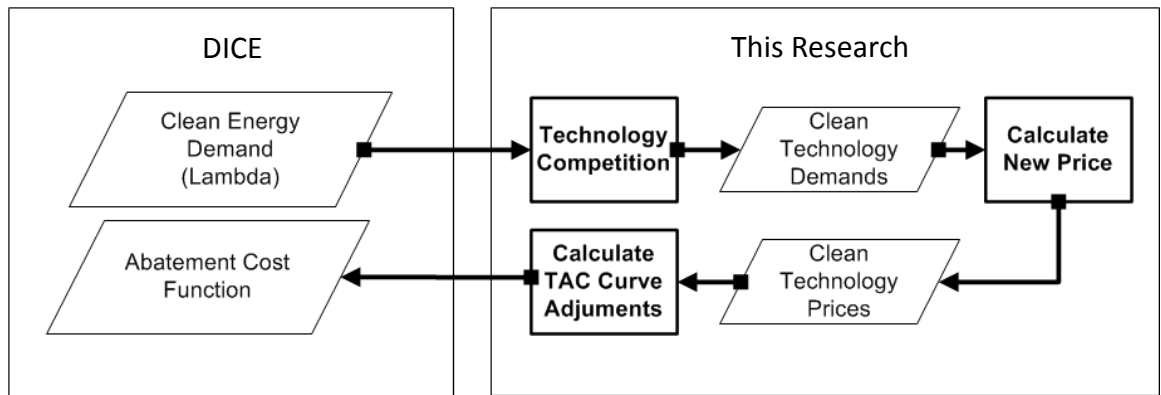 DICE
Clean Energy
Demand
(Lambda)
Abatement Cost
Function
This Research
Technology
Competition
Clean
Technology
Demands
Calculate
New Price
Calculate
TAC Curve
Adjuments
Clean
Technology
Prices